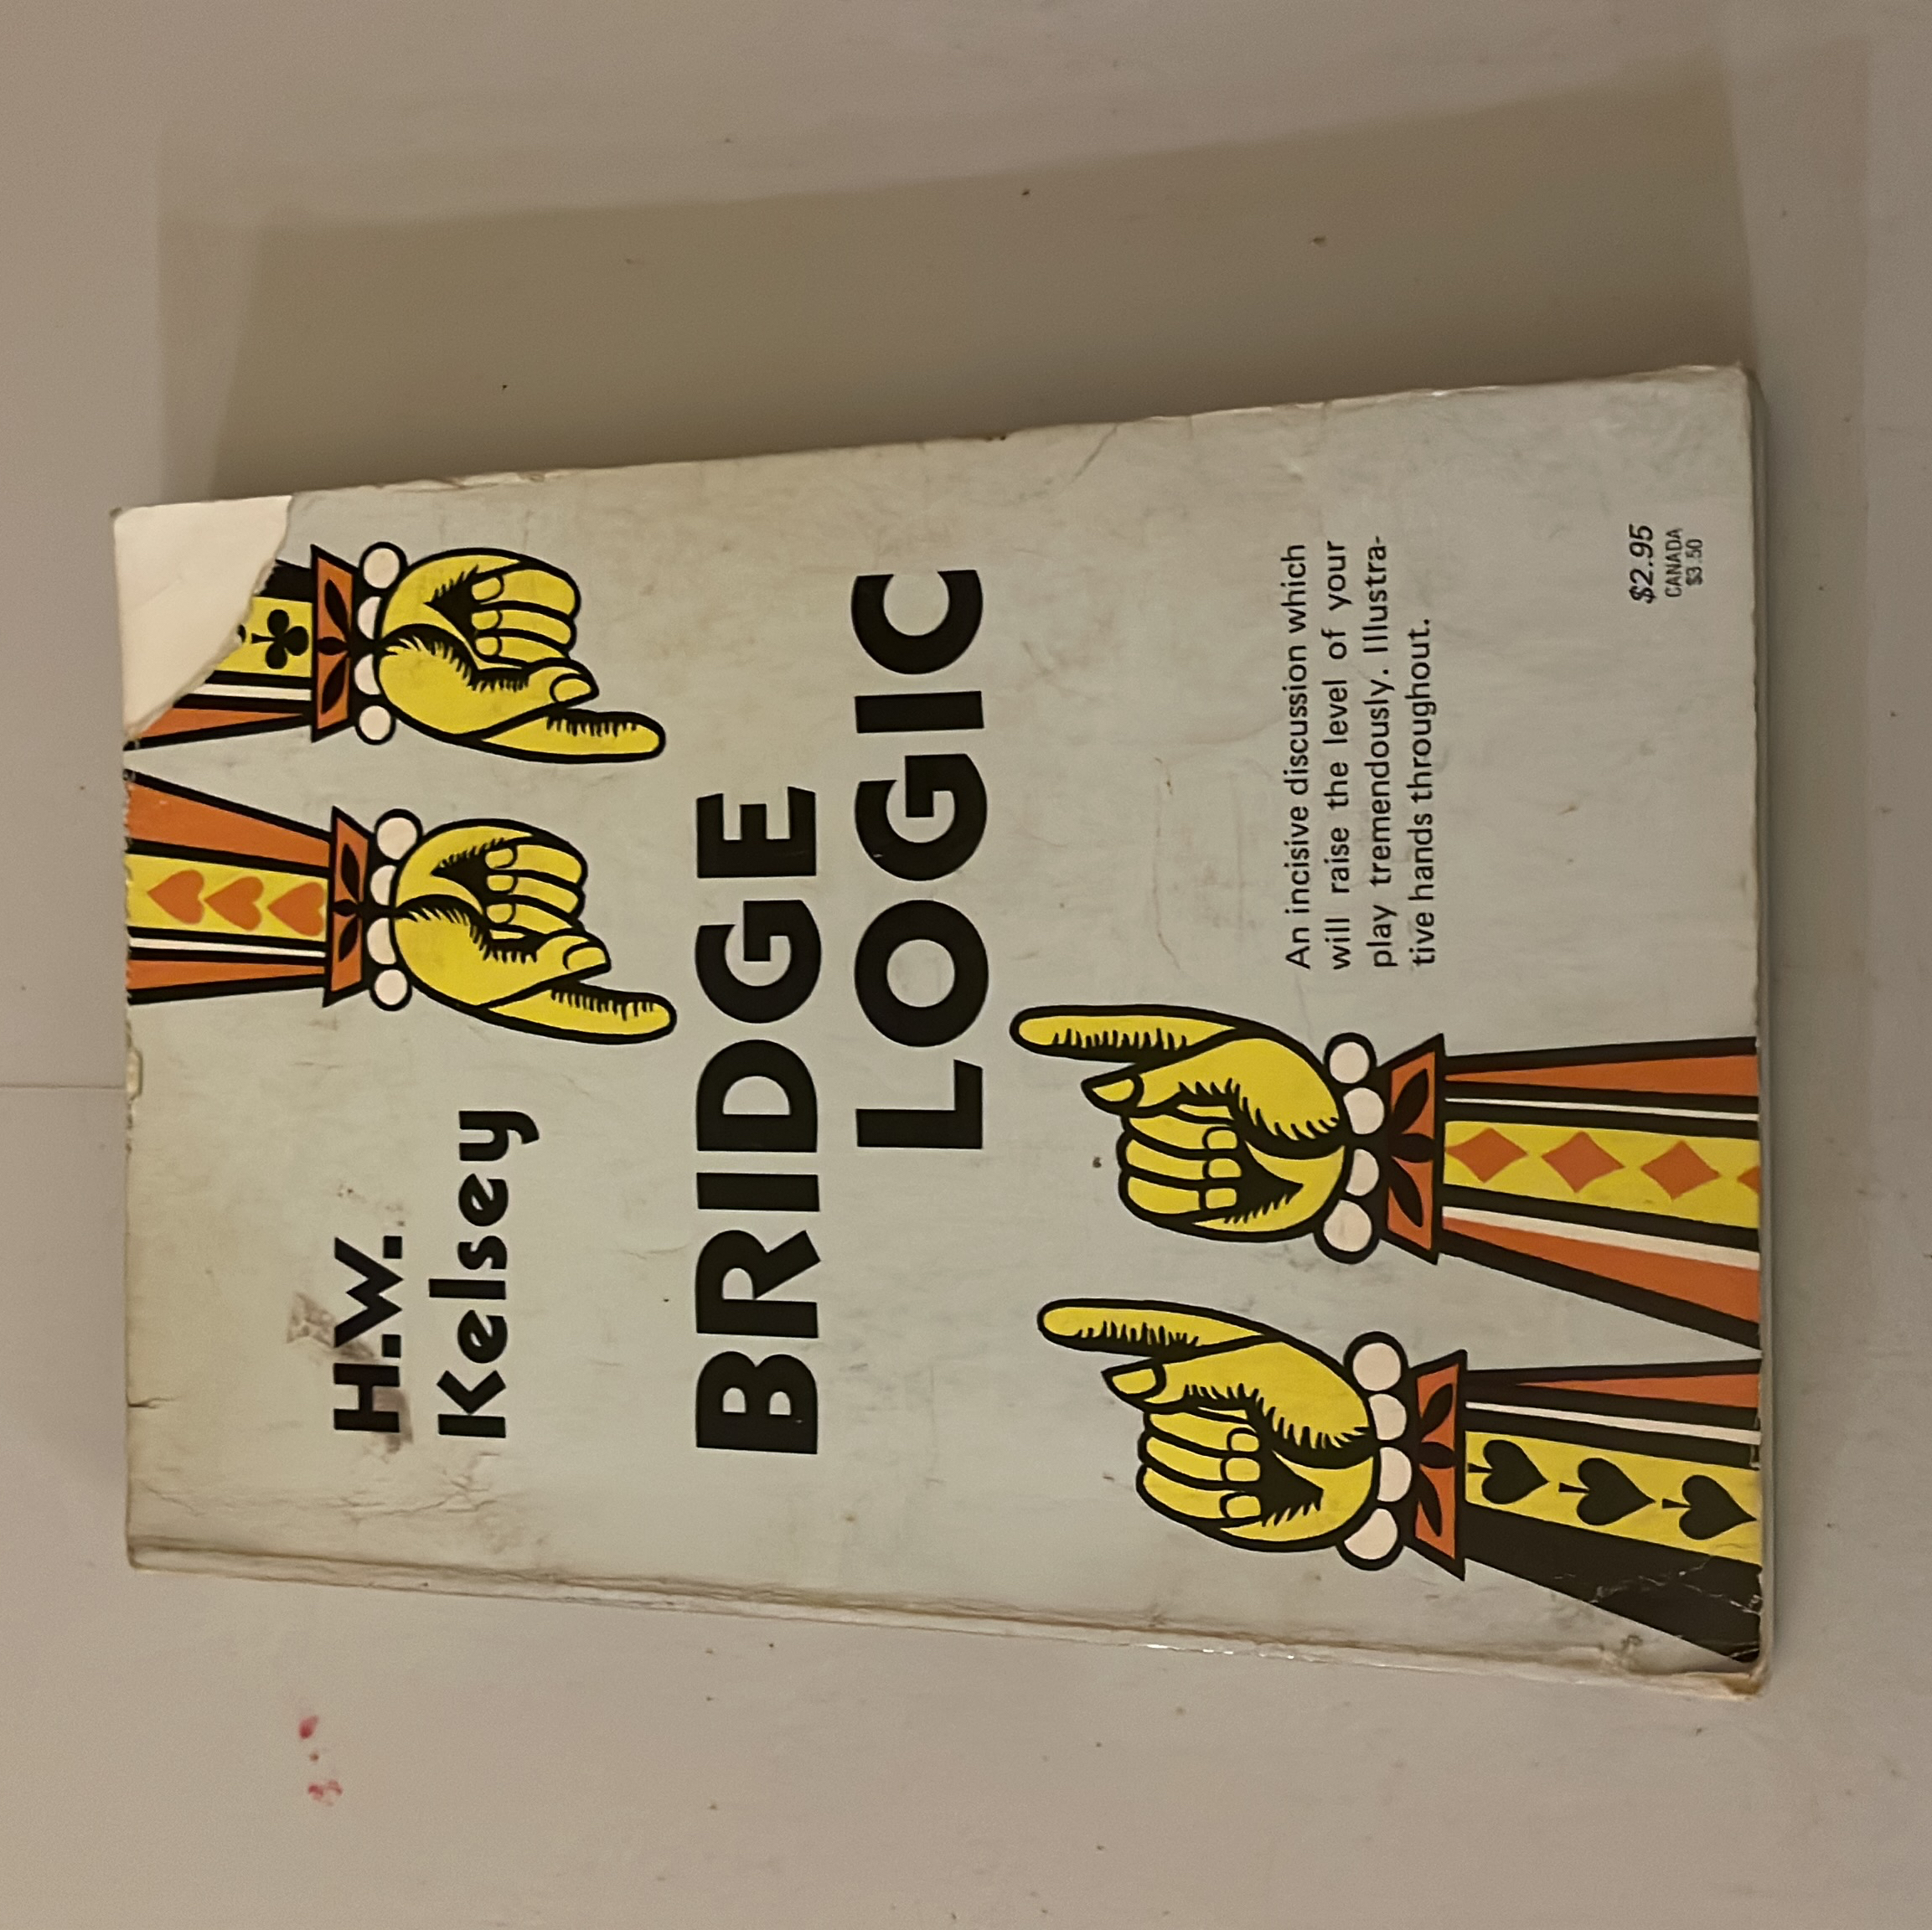 H.W.
Kelsey
BRIDGE
LOGIC
An incisive discussion which
will raise the level of your
play tremendously. Illustra-
tive hands throughout.
$2.95
CANADA
$3.50